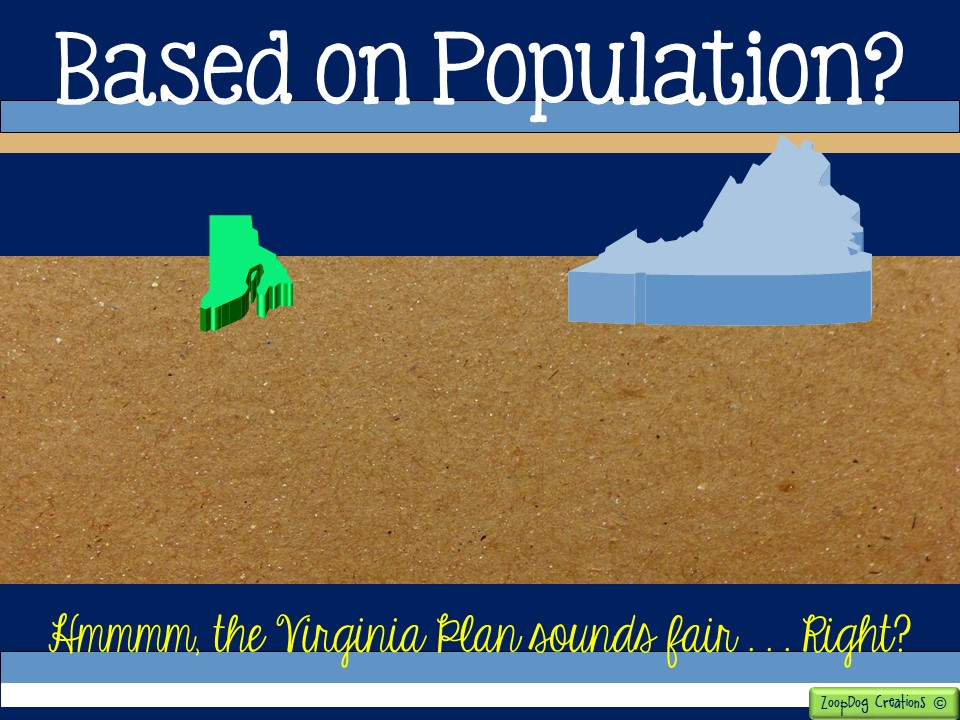 Based on Population?
Hmmmm, the Virginia Plan sounds fair . . . Right?
ZoopDog Creations ©